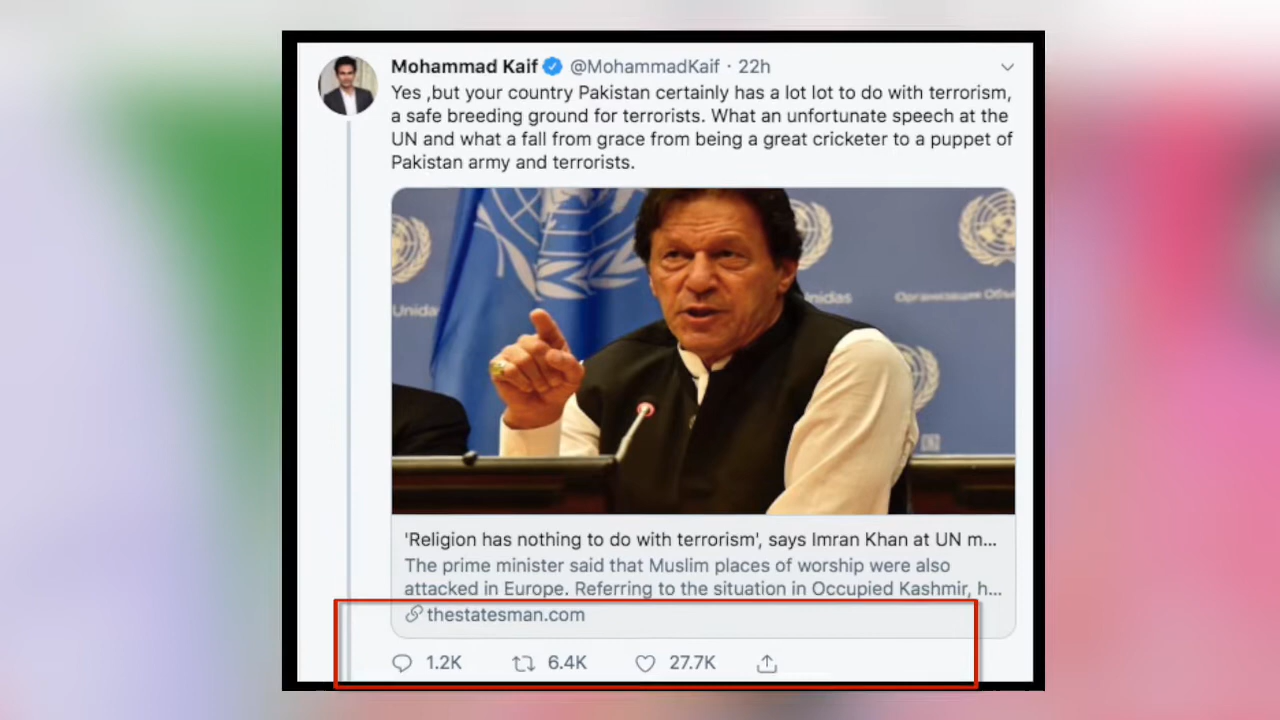 Mohammad Kaif @MohammadKaif · 22h
Yes ,but your country Pakistan certainly has a lot lot to do with terrorism,
a safe breeding ground for terrorists. What an unfortunate speech at the
UN and what a fall from grace from being a great cricketer to a puppet of
Pakistan army and terrorists.
Unidas
nidas
Организация Объе
'Religion has nothing to do with terrorism', says Imran Khan at UN m...
The prime minister said that Muslim places of worship were also
attacked in Europe. Referring to the situation in Occupied Kashmir, h...
thestatesman.com
1.2K 6.4K 27.7K